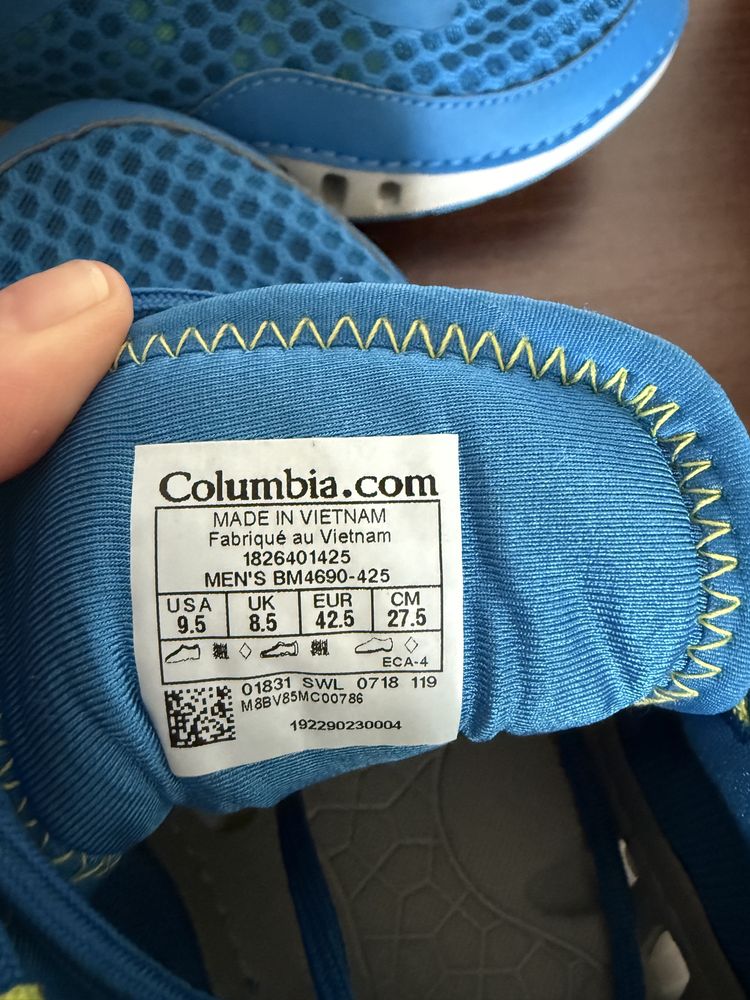 Columbia.com
MADE IN VIETNAM
Fabriqué au Vietnam
1826401425
MEN'S BM4690-425
USA UK EUR CM
9.5 8.5 42.5 27.5
ECA-4
01831 SWL 0718 119
M8BV85MC00786
192290230004